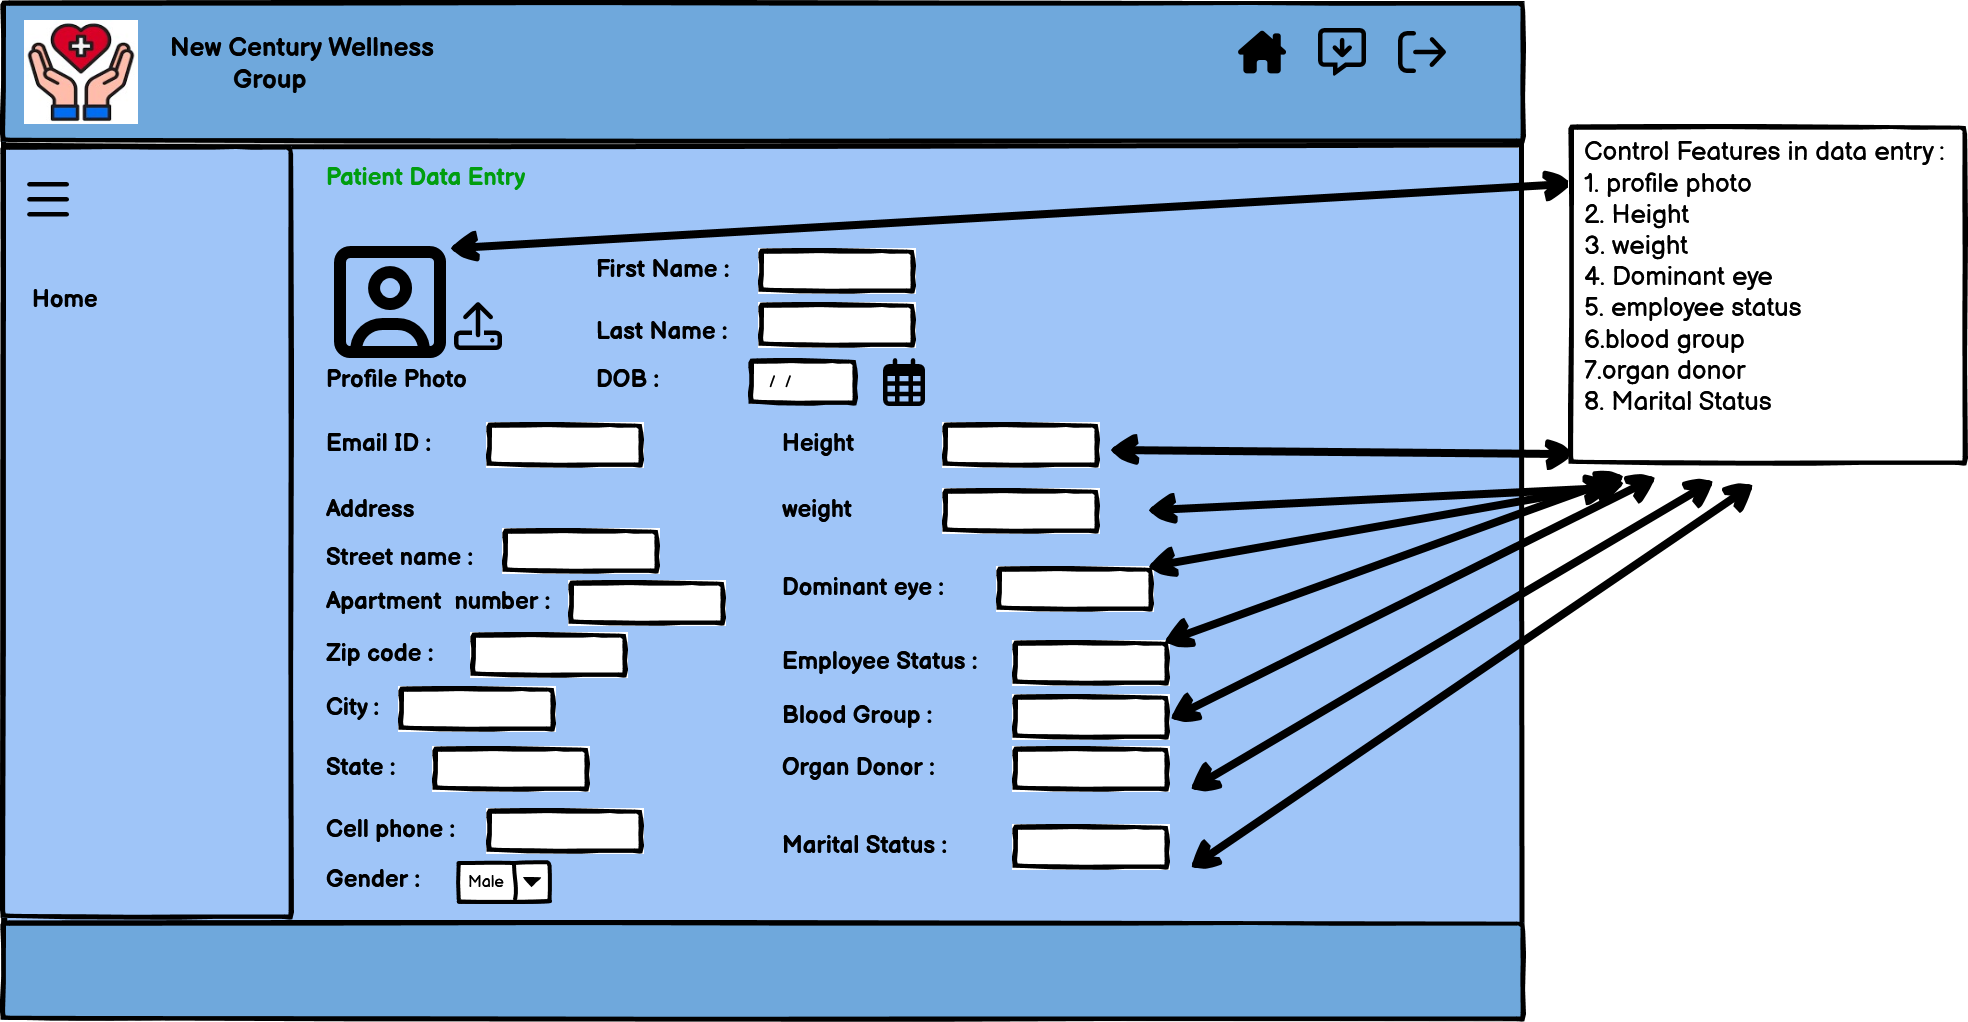 New Century Wellness
Group
Home
Patient Data Entry
Profile Photo
First Name :
Last Name :
DOB :
/ /
Email ID :
Address
Street name :
Apartment  number :
Zip code :
City :
State :
Cell phone :
Gender :
Male
Height
weight
Dominant eye :
Employee Status :
Blood Group :
Organ Donor :
Marital Status :
Control Features in data entry :
1. profile photo
2. Height
3. weight
4. Dominant eye
5. employee status
6.blood group
7.organ donor
8. Marital Status